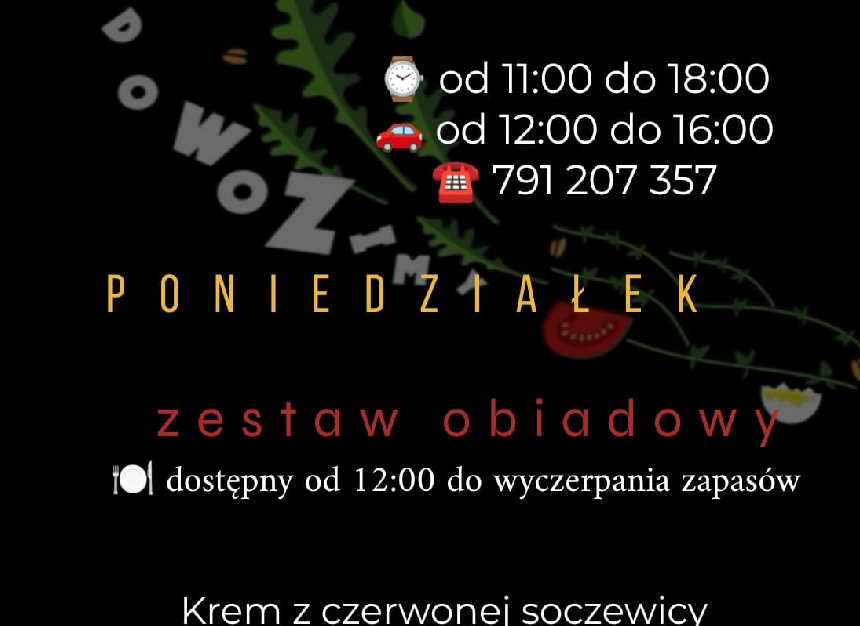 DOWOZIMY
⌚ od 11:00 do 18:00
🚗 od 12:00 do 16:00
☎️ 791 207 357
PONIEDZIAŁEK
zestaw obiadowy
🍽️ dostępny od 12:00 do wyczerpania zapasów
Krem z czerwonej soczewicy